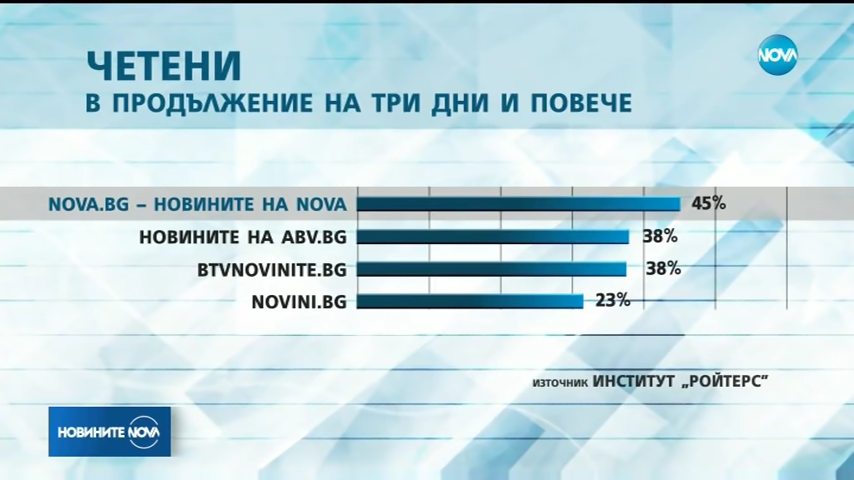 ЧЕТЕНИ
NOVA
В ПРОДЪЛЖЕНИЕ НА ТРИ ДНИ И ПОВЕЧЕ
NOVA.BG – НОВИНИТЕ НА NOVA 45%
НОВИНИТЕ НА ABV.BG 38%
BTVNOVINITE.BG 38%
NOVINI.BG 23%
ИЗТОЧНИК ИНСТИТУТ „РОЙТЕРС”
НОВИНИТЕ NOVA